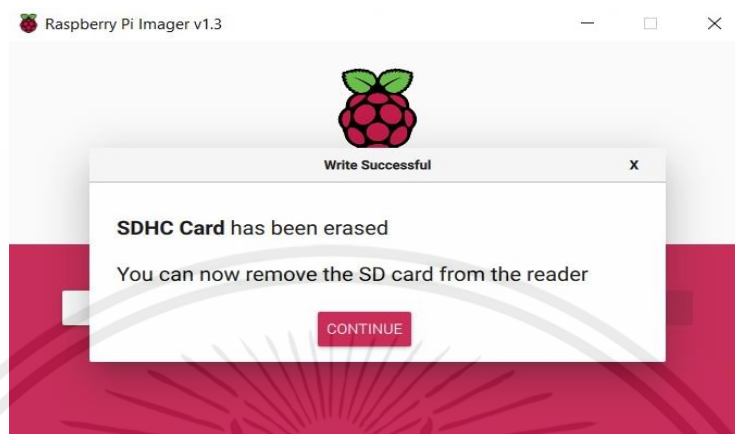 Raspberry Pi Imager v1.3
Write Successful
X
SDHC Card has been erased
You can now remove the SD card from the reader
CONTINUE